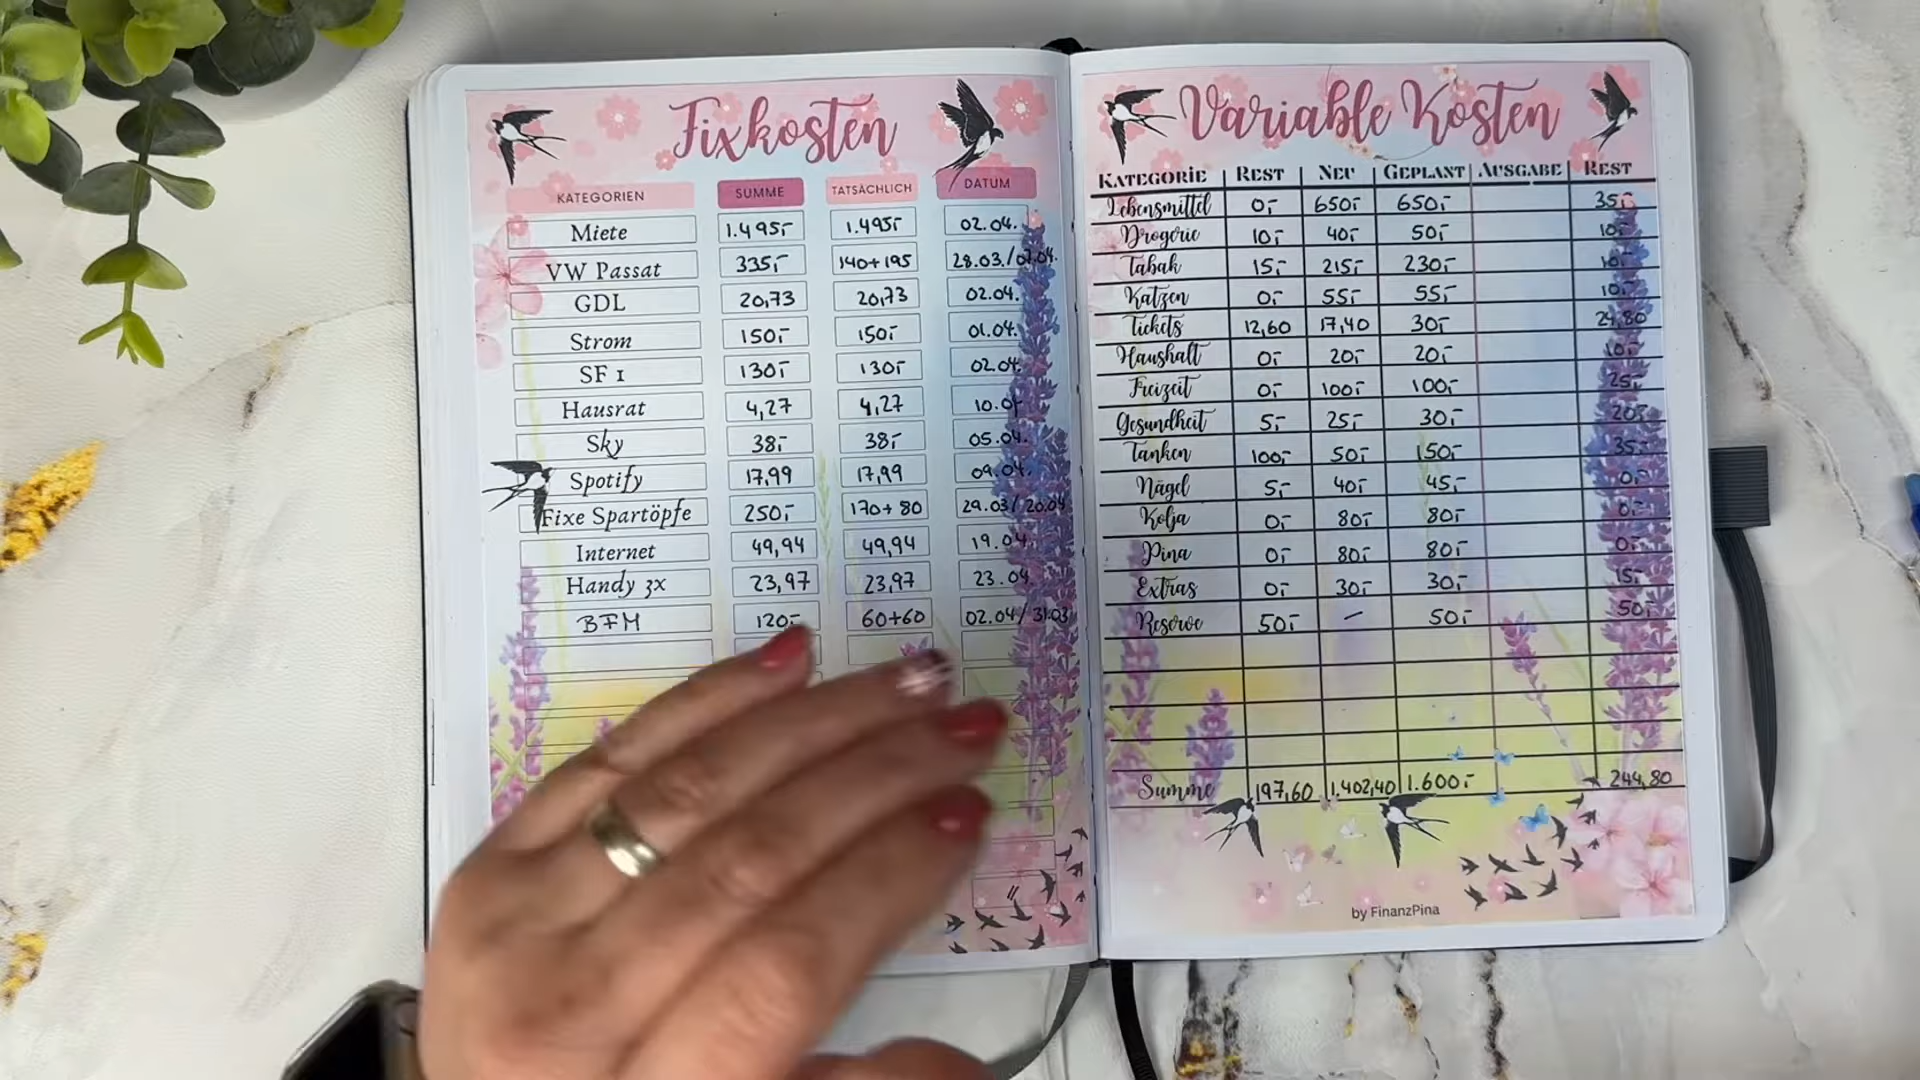 Fixkosten
KATEGORIEN SUMME TATSÄCHLICH DATUM
Miete 1.495,- 1.495,- 02.04.
VW Passat 335,- 140+195 28.03./07.04.
GDL 20,73 20,73 02.04.
Strom 150,- 150,- 01.04.
SF 1 130,- 130,- 02.04.
Hausrat 4,27 4,27 10.04
Sky 38,- 38,- 05.04.
Spotify 17,99 17,99 09.04.
Fixe Spartöpfe 250,- 170+80 29.03/20.04
Internet 49,94 49,94 19.04.
Handy 3x 23,97 23,97 23.04
BFM 120,- 60+60 02.04/31.03
Variable Kosten
KATEGORIE REST NEU GEPLANT AUSGABE REST
Lebensmittel 0,- 650,- 650,- 35,-
Drogerie 10,- 40,- 50,- 10,-
Tabak 15,- 215,- 230,- 10,-
Katzen 0,- 55,- 55,- 10,-
Tickets 12,60 17,40 30,- 24,80
Haushalt 0,- 20,- 20,- 10,-
Freizeit 0,- 100,- 100,- 25,-
Gesundheit 5,- 25,- 30,- 20,-
Tanken 100,- 50,- 150,- 35,-
Nägel 5,- 40,- 45,- 0,-
Kolja 0,- 80,- 80,- 0,-
Pina 0,- 80,- 80,- 0,-
Extras 0,- 30,- 30,- 15,-
Reserve 50,- – 50,- 50,-
Summe 197,60 1.402,40 1.600,- 244,80
by FinanzPina